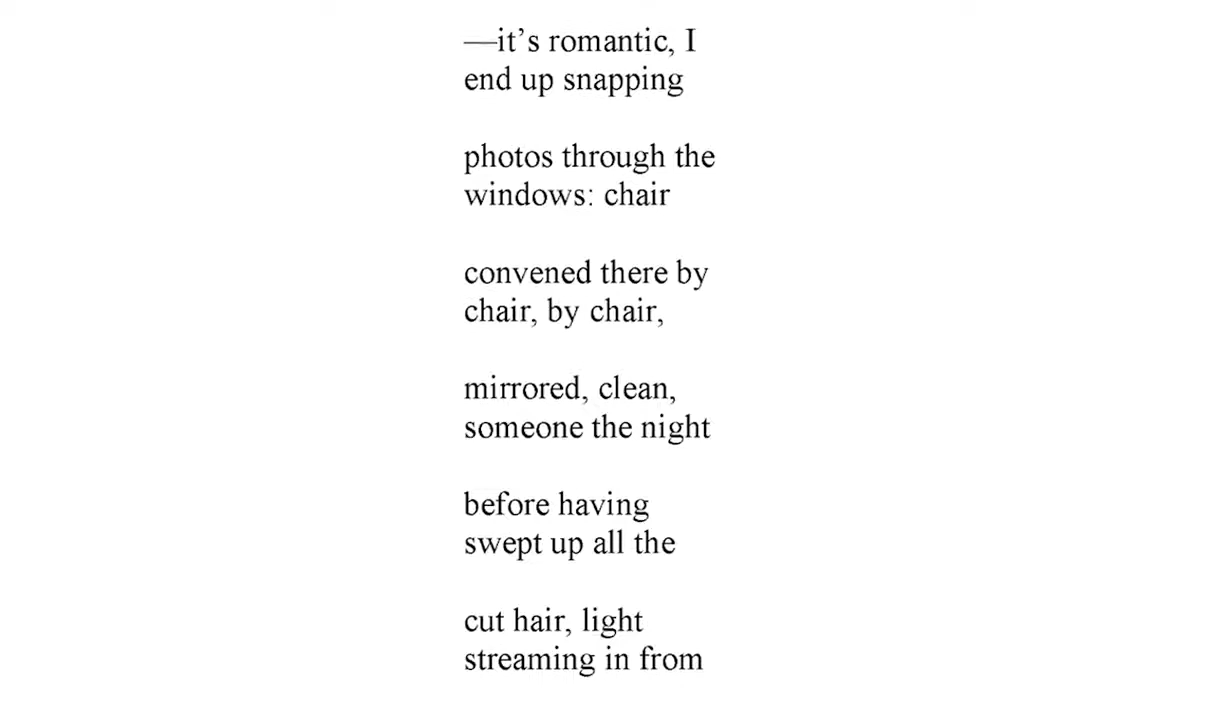 —it’s romantic, I
end up snapping
photos through the
windows: chair
convened there by
chair, by chair,
mirrored, clean,
someone the night
before having
swept up all the
cut hair, light
streaming in from